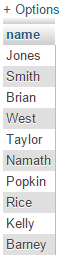 + Options
name
Jones
Smith
Brian
West
Taylor
Namath
Popkin
Rice
Kelly
Barney